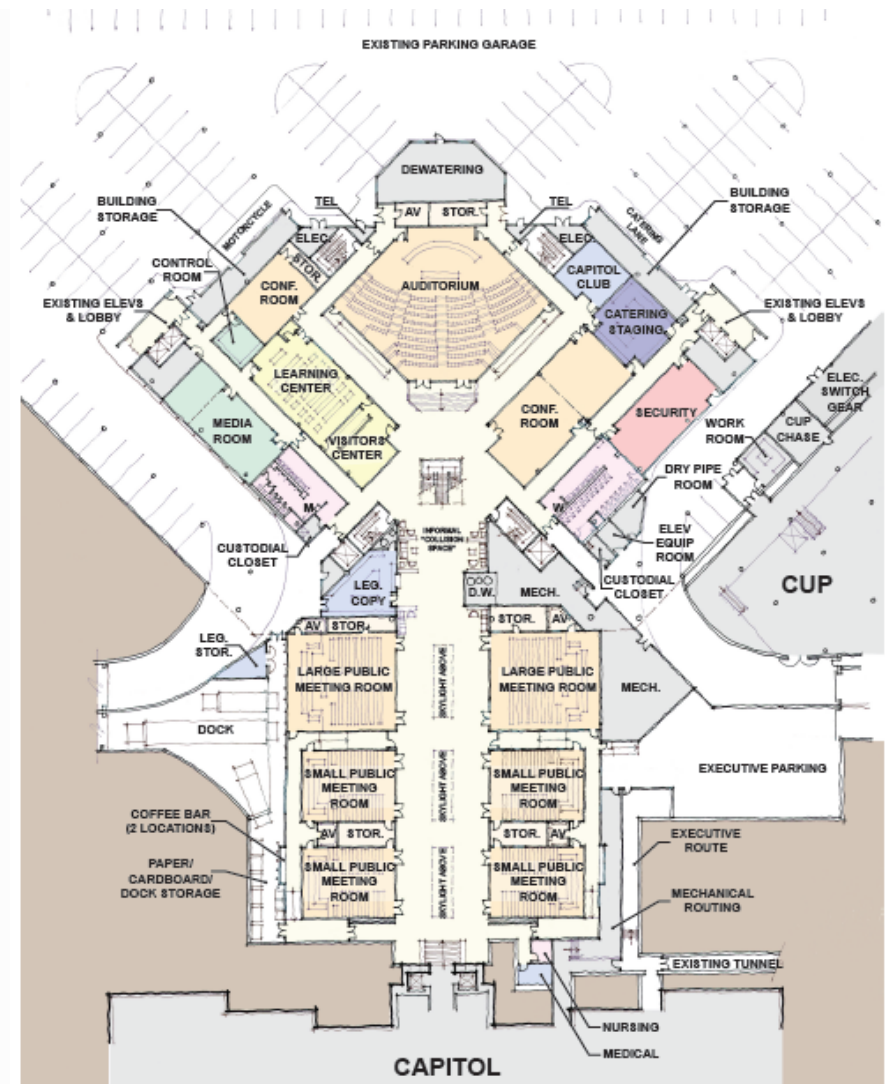 EXISTING PARKING GARAGE
DEWATERING
BUILDING
STORAGE
MOTORCYCLE
TEL
AV
STOR.
TEL
CATERING
LANE
BUILDING
STORAGE
ELEC.
STOR.
ELEC.
CONTROL
ROOM
CONF.
ROOM
AUDITORIUM
CAPITOL
CLUB
EXISTING ELEVS
& LOBBY
CATERING
STAGING
EXISTING ELEVS
& LOBBY
LEARNING
CENTER
MEDIA
ROOM
VISITORS
CENTER
CONF.
ROOM
SECURITY
WORK
ROOM
CUP
CHASE
ELEC.
SWITCH
GEAR
DRY PIPE
ROOM
M.
W.
INFORMAL
"COLLISION
SPACE"
CUSTODIAL
CLOSET
ELEV
EQUIP
ROOM
CUSTODIAL
CLOSET
CUP
LEG.
COPY
D.W.
MECH.
AV
STOR.
STOR.
AV
LEG.
STOR.
LARGE PUBLIC
MEETING ROOM
SKYLIGHT ABOVE
LARGE PUBLIC
MEETING ROOM
MECH.
DOCK
SMALL PUBLIC
MEETING
ROOM
SKYLIGHT ABOVE
SMALL PUBLIC
MEETING
ROOM
EXECUTIVE PARKING
COFFEE BAR
(2 LOCATIONS)
AV
STOR.
STOR.
AV
EXECUTIVE
ROUTE
PAPER/
CARDBOARD/
DOCK STORAGE
SMALL PUBLIC
MEETING
ROOM
SKYLIGHT ABOVE
SMALL PUBLIC
MEETING
ROOM
MECHANICAL
ROUTING
EXISTING TUNNEL
NURSING
MEDICAL
CAPITOL